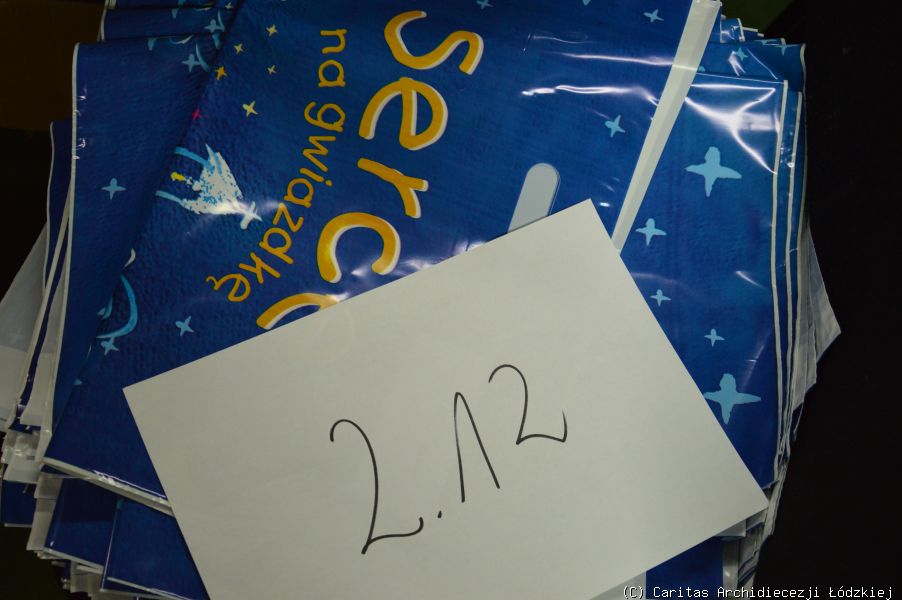 Serce
na gwiazdkę
2.12
(C) Caritas Archidiecezji Łódzkiej